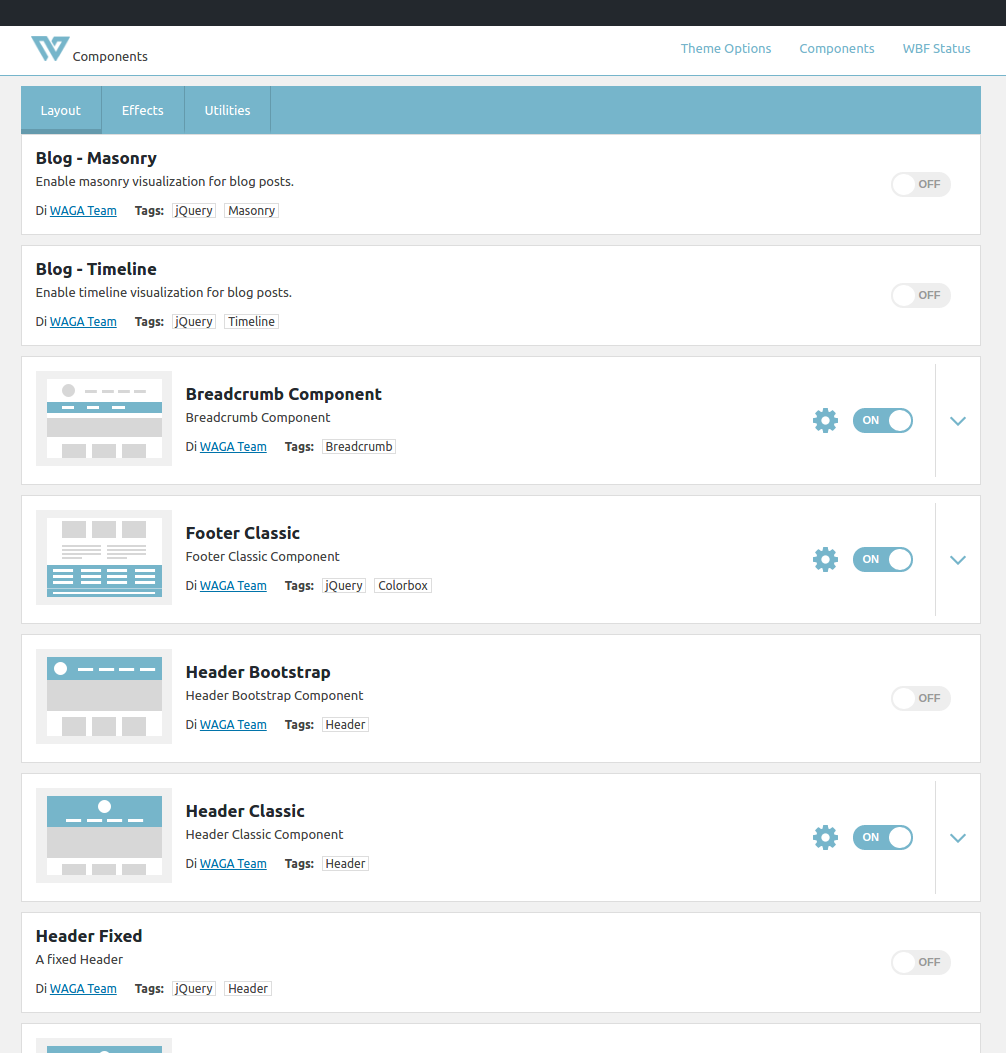 Components
Theme Options Components WBF Status
Layout Effects Utilities
Blog - Masonry
Enable masonry visualization for blog posts.
OFF
Di WAGA Team Tags: jQuery Masonry
Blog - Timeline
Enable timeline visualization for blog posts.
OFF
Di WAGA Team Tags: jQuery Timeline
Breadcrumb Component
Breadcrumb Component
ON
Di WAGA Team Tags: Breadcrumb
Footer Classic
Footer Classic Component
ON
Di WAGA Team Tags: jQuery Colorbox
Header Bootstrap
Header Bootstrap Component
OFF
Di WAGA Team Tags: Header
Header Classic
Header Classic Component
ON
Di WAGA Team Tags: Header
Header Fixed
A fixed Header
OFF
Di WAGA Team Tags: jQuery Header